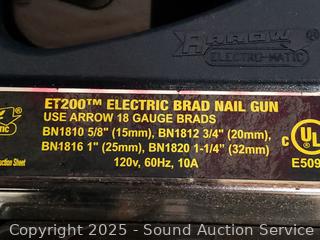 ARROW
ELECTRO-MATIC
ET200™ ELECTRIC BRAD NAIL GUN
USE ARROW 18 GAUGE BRADS
BN1810 5/8" (15mm), BN1812 3/4" (20mm),
BN1816 1" (25mm), BN1820 1-1/4" (32mm)
120v, 60Hz, 10A
C UL
E509
Copyright © 2025 - Sound Auction Service